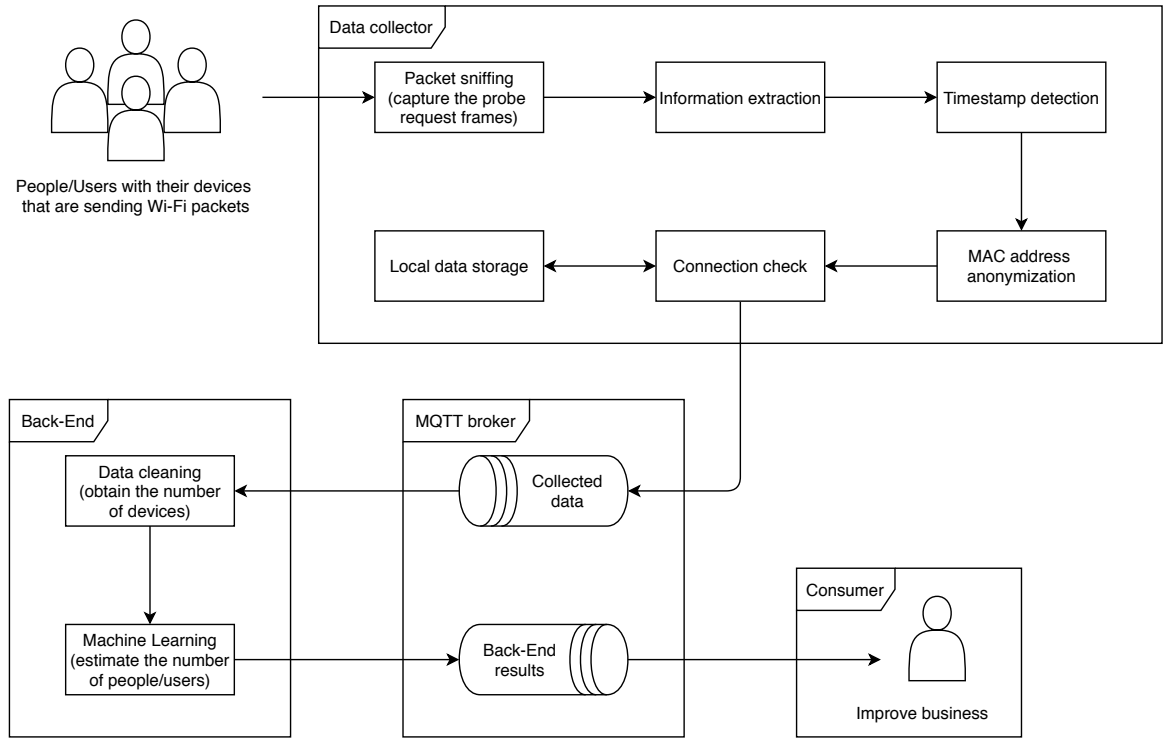 Data collector
Packet sniffing
(capture the probe
request frames)
Information extraction
Timestamp detection
People/Users with their devices
that are sending Wi-Fi packets
Local data storage
Connection check
MAC address
anonymization
Back-End
Data cleaning
(obtain the number
of devices)
Machine Learning
(estimate the number
of people/users)
MQTT broker
Collected
data
Back-End
results
Consumer
Improve business